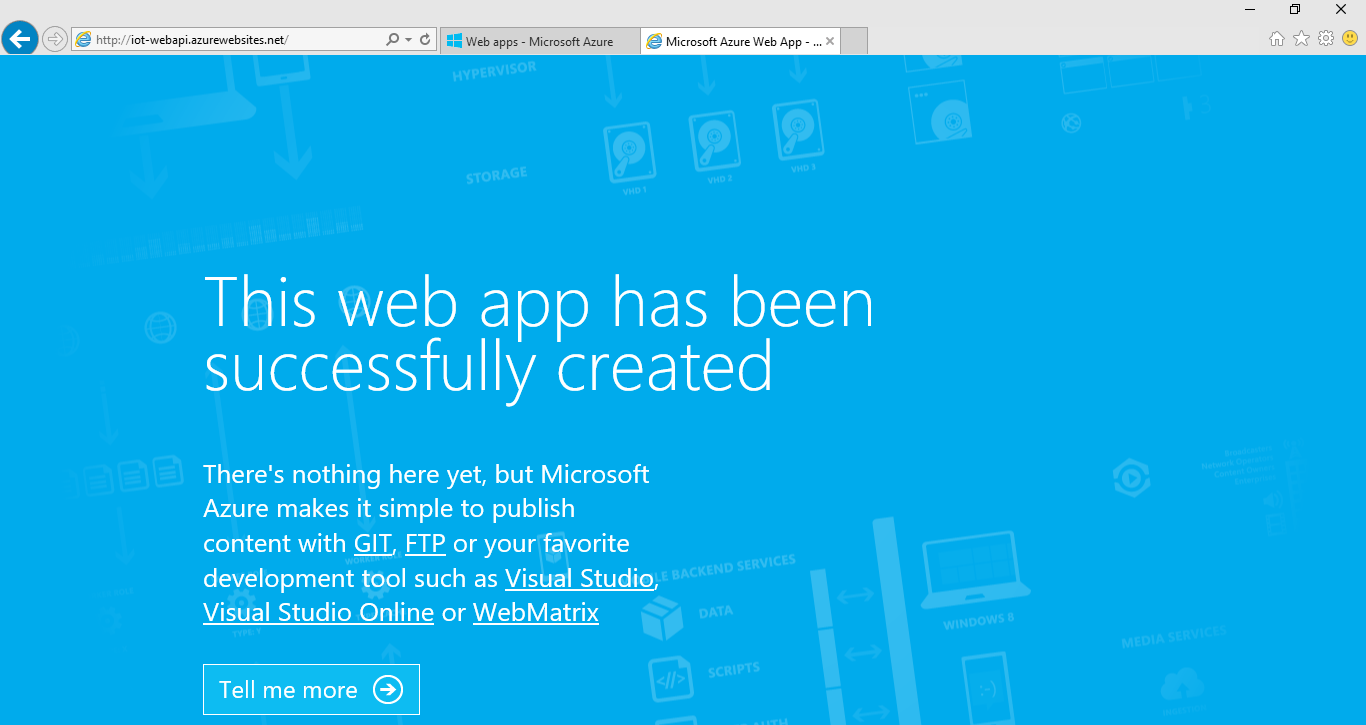 http://iot-webapi.azurewebsites.net/
Web apps - Microsoft Azure
Microsoft Azure Web App - ...
HYPERVISOR
STORAGE
VHD 1
VHD 2
VHD 3
3
This web app has been
successfully created
There's nothing here yet, but Microsoft
Azure makes it simple to publish
content with GIT, FTP or your favorite
development tool such as Visual Studio,
Visual Studio Online or WebMatrix
Tell me more
BACKEND SERVICES
DATA
SCRIPTS
</>
WINDOWS 8
:-)
MEDIA SERVICES